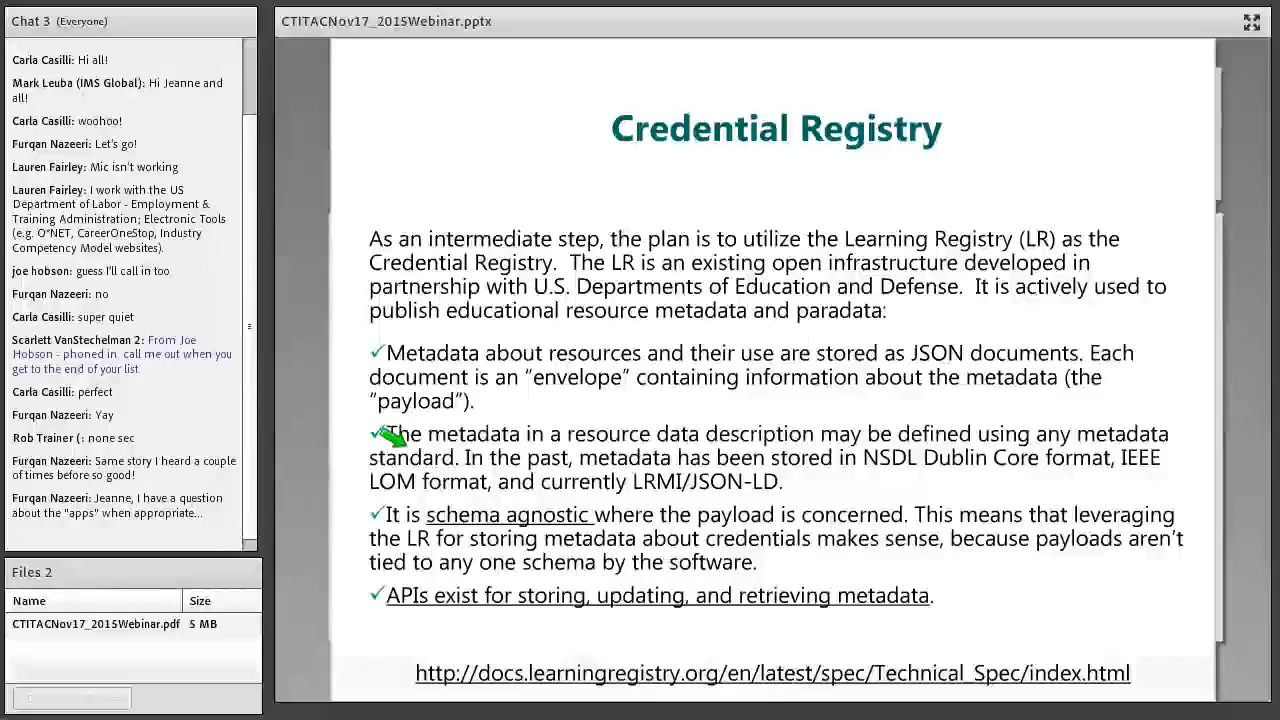 Chat 3 (Everyone)
Carla Casilli: Hi all!
Mark Leuba (IMS Global): Hi Jeanne and
all!
Carla Casilli: woohoo!
Furqan Nazeeri: Let's go!
Lauren Fairley: Mic isn't working
Lauren Fairley: I work with the US
Department of Labor - Employment &
Training Administration; Electronic Tools
(e.g. O*NET, CareerOneStop, Industry
Competency Model websites).
joe hobson: guess I'll call in too
Furqan Nazeeri: no
Carla Casilli: super quiet
Scarlett VanStechelman 2: From Joe
Hobson - phoned in. call me out when you
get to the end of your list
Carla Casilli: perfect
Furqan Nazeeri: Yay
Rob Trainer (: none sec
Furqan Nazeeri: Same story I heard a couple
of times before so good!
Furqan Nazeeri: Jeanne, I have a question
about the "apps" when appropriate...
Files 2
Name Size
CTITACNov17_2015Webinar.pdf 5 MB
CTITACNov17_2015Webinar.pptx
Credential Registry
As an intermediate step, the plan is to utilize the Learning Registry (LR) as the
Credential Registry. The LR is an existing open infrastructure developed in
partnership with U.S. Departments of Education and Defense. It is actively used to
publish educational resource metadata and paradata:
✓Metadata about resources and their use are stored as JSON documents. Each
document is an “envelope” containing information about the metadata (the
“payload”).
✓The metadata in a resource data description may be defined using any metadata
standard. In the past, metadata has been stored in NSDL Dublin Core format, IEEE
LOM format, and currently LRMI/JSON-LD.
✓It is schema agnostic where the payload is concerned. This means that leveraging
the LR for storing metadata about credentials makes sense, because payloads aren’t
tied to any one schema by the software.
✓APIs exist for storing, updating, and retrieving metadata.
http://docs.learningregistry.org/en/latest/spec/Technical_Spec/index.html